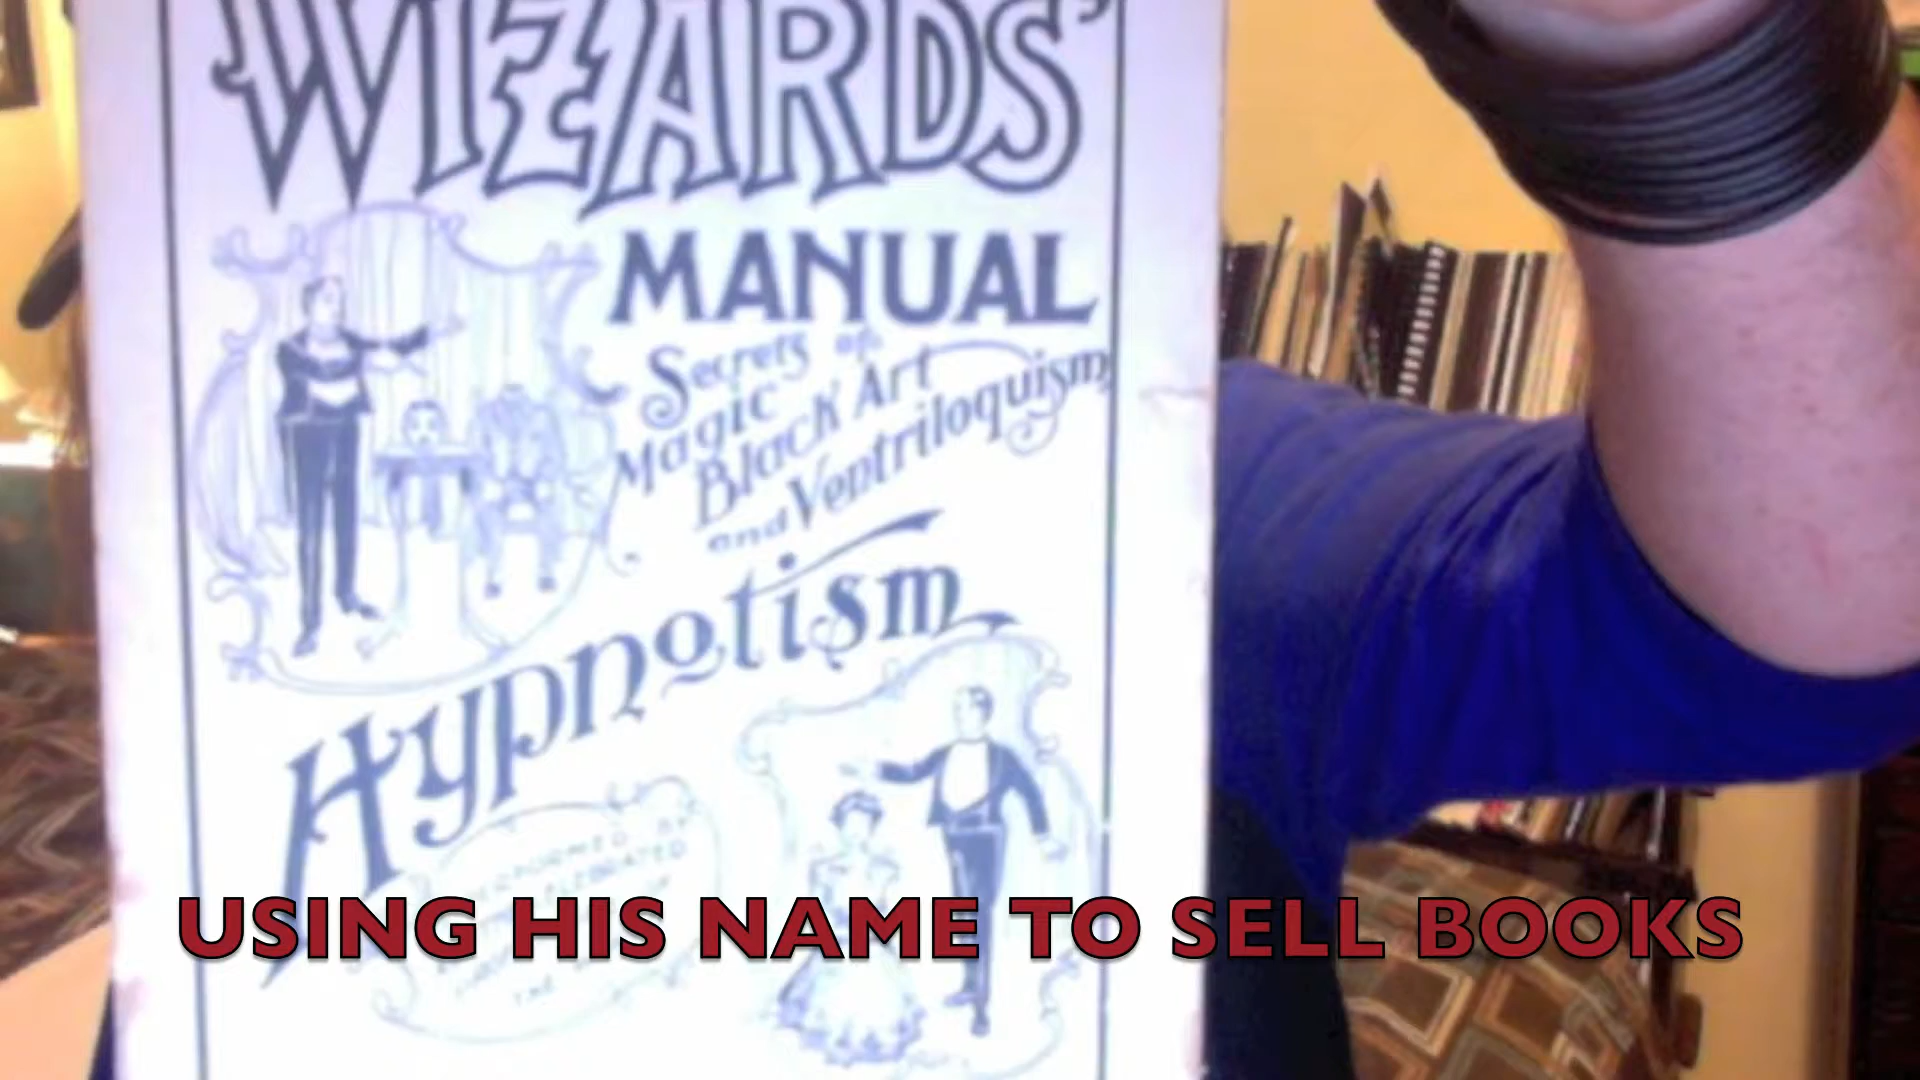 WIZARDS'
MANUAL
Secrets of
Magic
Black Art
and Ventriloquism
Hypnotism
USING HIS NAME TO SELL BOOKS